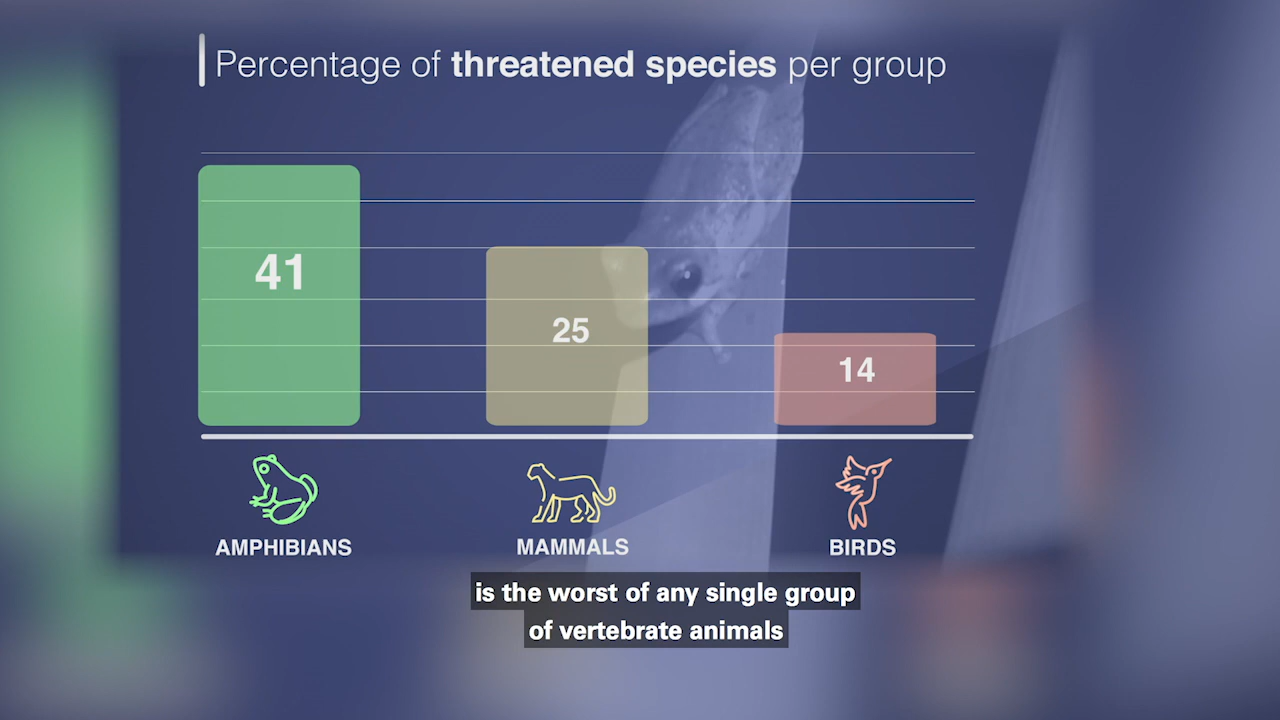 Percentage of threatened species per group
41
25
14
AMPHIBIANS
MAMMALS
BIRDS
is the worst of any single group
of vertebrate animals